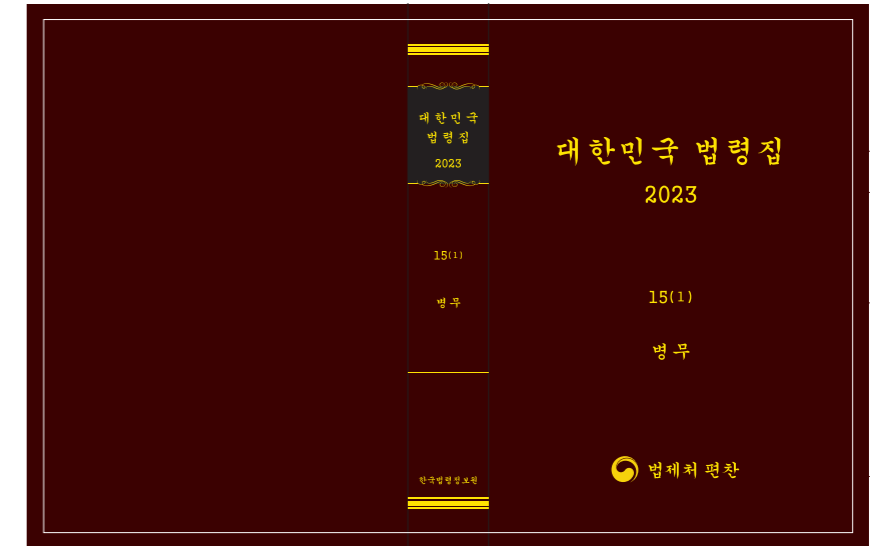 대한민국
법령집
2023
15(1)
병무
한국법령정보원
대한민국 법령집
2023
15(1)
병무
법제처 편찬